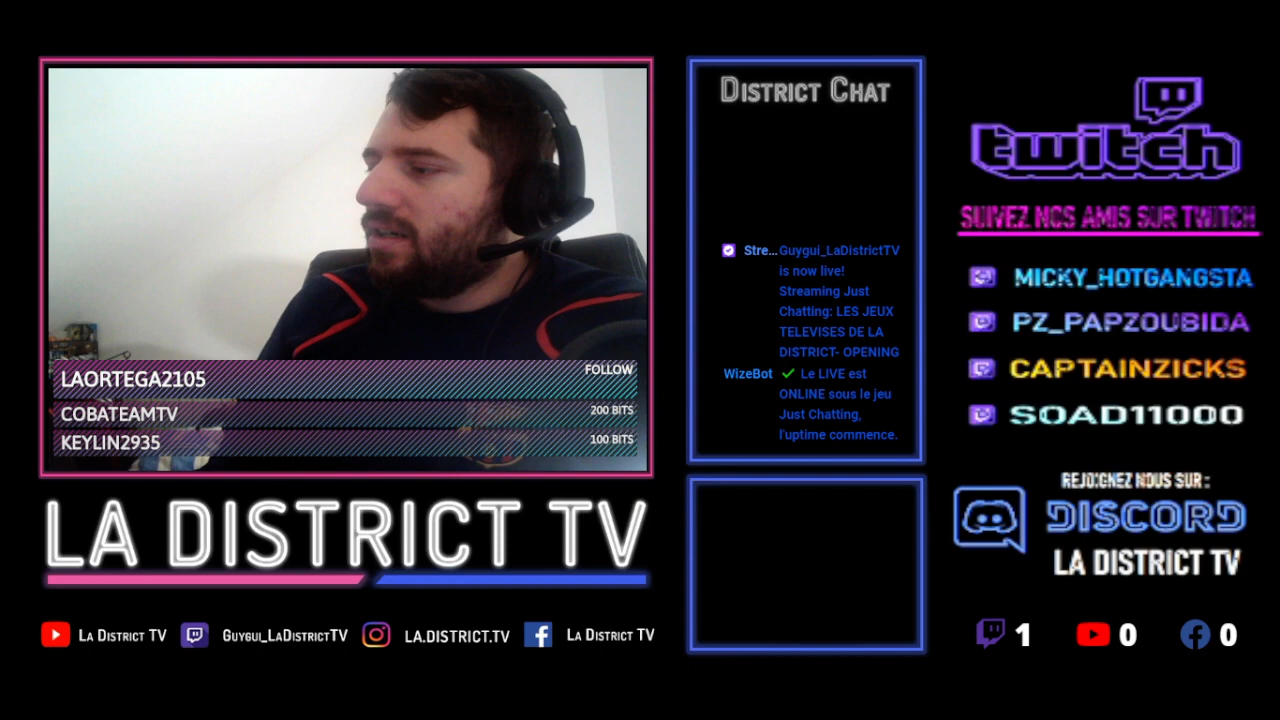 LAORTEGA2105
FOLLOW
COBATEAMTV
200 BITS
KEYLIN2935
100 BITS
LA DISTRICT TV
La District TV
Guygui_LaDistrictTV
LA.DISTRICT.TV
La District TV
District Chat
Stre... Guygui_LaDistrictTV
is now live!
Streaming Just
Chatting: LES JEUX
TELEVISES DE LA
DISTRICT- OPENING
WizeBot Le LIVE est
ONLINE sous le jeu
Just Chatting,
l'uptime commence.
twitch
SUIVEZ NOS AMIS SUR TWITCH
MICKY_HOTGANGSTA
PZ_PAPZOUBIDA
CAPTAINZICKS
SOAD11000
REJOIGNEZ NOUS SUR :
DISCORD
LA DISTRICT TV
1
0
0